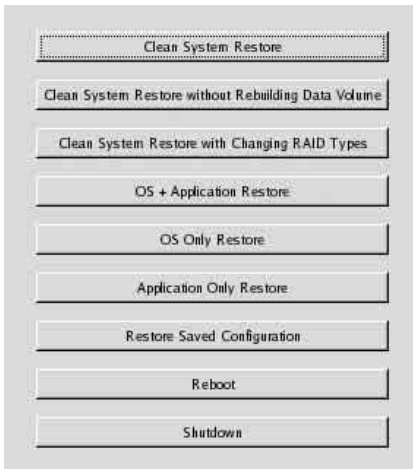 Clean System Restore
Clean System Restore without Rebuilding Data Volume
Clean System Restore with Changing RAID Types
OS + Application Restore
OS Only Restore
Application Only Restore
Restore Saved Configuration
Reboot
Shutdown